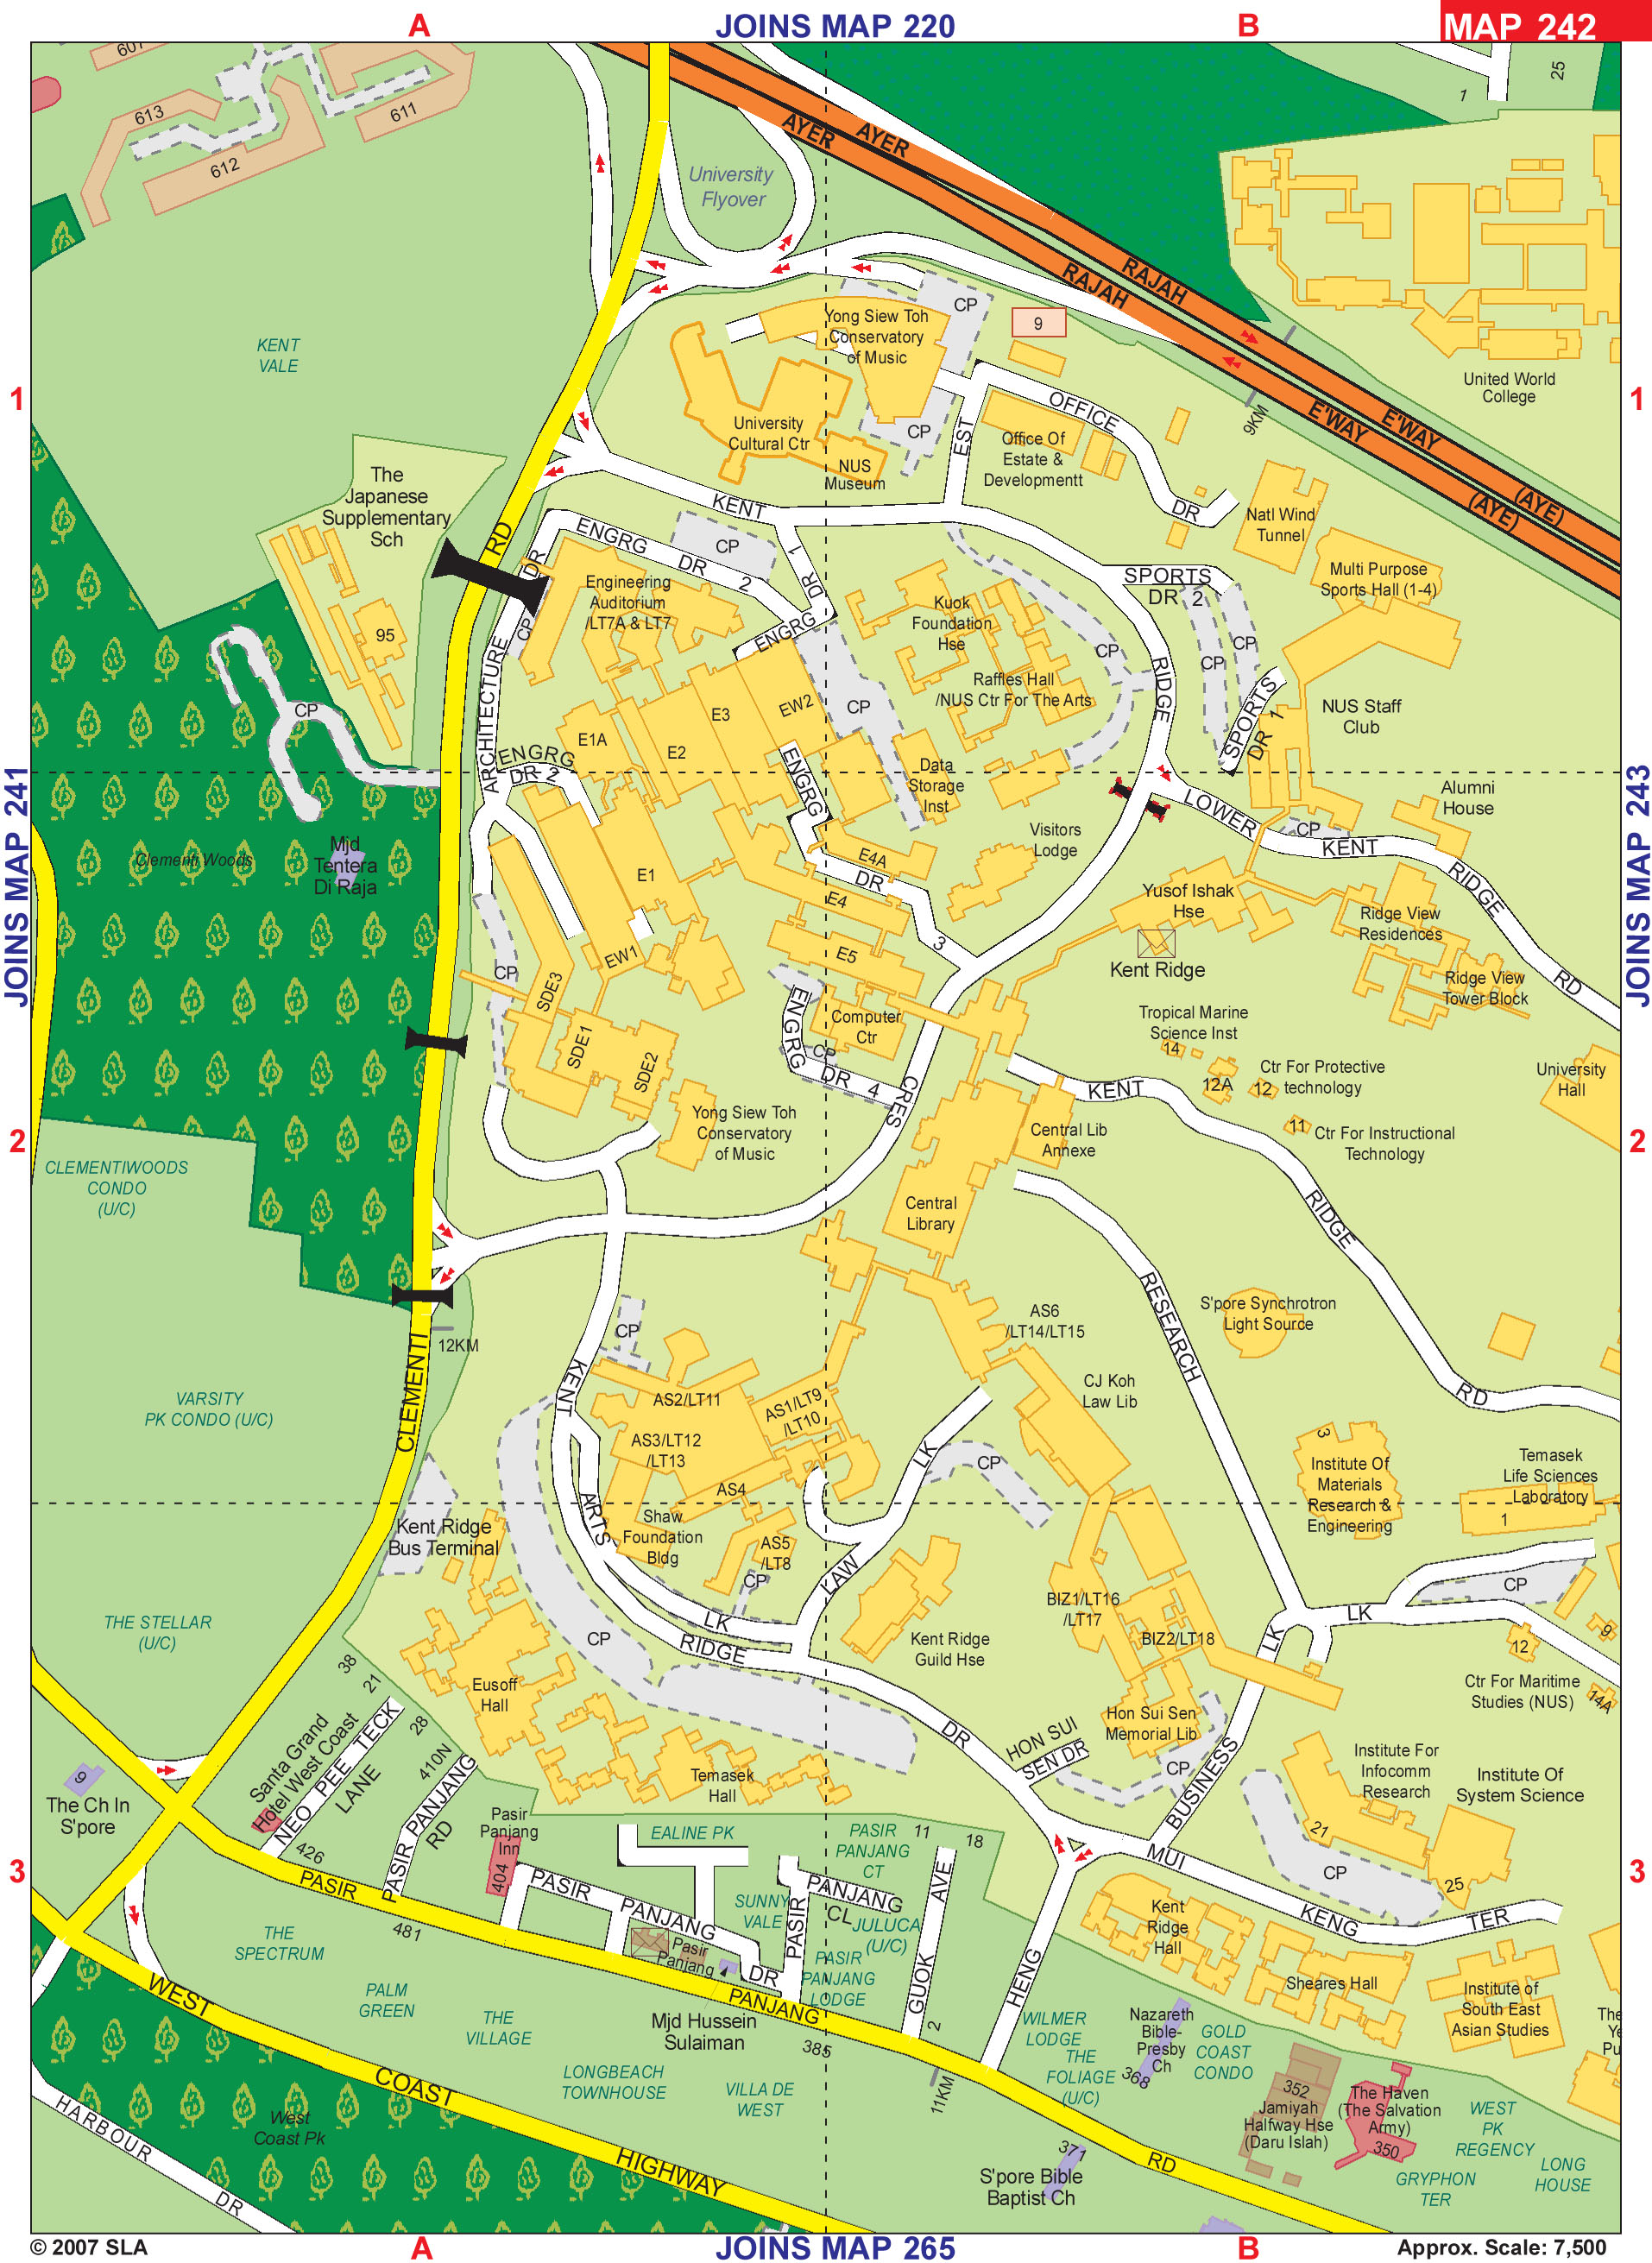 A
JOINS MAP 220
B
MAP 242
607
613
611
612
25
1
AYER
AYER
University
Flyover
RAJAH
RAJAH
E'WAY
E'WAY
(AYE)
(AYE)
9KM
CP
9
KENT
VALE
Yong Siew Toh
Conservatory
of Music
United World
College
1
1
University
Cultural Ctr
CP
NUS
Museum
EST
OFFICE
DR
Office Of
Estate &
Developmentt
The
Japanese
Supplementary
Sch
95
RD
KENT
Natl Wind
Tunnel
ENGRG
DR
2
CP
DR
CP
ARCHITECTURE
1
DR
ENGRG
Engineering
Auditorium
/LT7A & LT7
SPORTS
DR 2
Multi Purpose
Sports Hall (1-4)
Kuok
Foundation
Hse
CP
CP
CP
Raffles Hall
/NUS Ctr For The Arts
RIDGE
SPORTS
DR 1
NUS Staff
Club
CP
E3
EW2
CP
E1A
E2
ENGRG
DR 2
ENGRG
Data
Storage
Inst
JOINS MAP 241
JOINS MAP 243
Clementi Woods
Mjd
Tentera
Di Raja
LOWER
CP
KENT
RIDGE
RD
Alumni
House
Visitors
Lodge
E1
E4A
DR
E4
3
Yusof Ishak
Hse
Ridge View
Residences
E5
EW1
CP
SDE3
Kent Ridge
Ridge View
Tower Block
ENGRG
Computer
Ctr
Tropical Marine
Science Inst
14
SDE1
SDE2
CP
DR 4
CRES
12A
12
Ctr For Protective
technology
KENT
University
Hall
11
Ctr For Instructional
Technology
2
2
Yong Siew Toh
Conservatory
of Music
Central Lib
Annexe
CLEMENTIWOODS
CONDO
(U/C)
Central
Library
RIDGE
RESEARCH
S'pore Synchrotron
Light Source
AS6
/LT14/LT15
12KM
CP
CLEMENTI
KENT
VARSITY
PK CONDO (U/C)
AS2/LT11
AS1/LT9
/LT10
CJ Koh
Law Lib
RD
AS3/LT12
/LT13
LK
CP
3
Institute Of
Materials
Research &
Engineering
Temasek
Life Sciences
Laboratory
1
AS4
ARTS
Kent Ridge
Bus Terminal
Shaw
Foundation
Bldg
AS5
/LT8
CP
LAW
CP
THE STELLAR
(U/C)
BIZ1/LT16
/LT17
BIZ2/LT18
LK
LK
CP
LK
RIDGE
Kent Ridge
Guild Hse
12
9
38
21
28
Eusoff
Hall
Ctr For Maritime
Studies (NUS)
14A
Hon Sui Sen
Memorial Lib
DR
HON SUI
SEN DR
CP
Santa Grand
Hotel West Coast
NEO PEE TECK
LANE
410N
PASIR PANJANG
RD
Temasek
Hall
BUSINESS
Institute For
Infocomm
Research
Institute Of
System Science
9
The Ch In
S'pore
426
Pasir
Panjang
Inn
404
EALINE PK
PASIR
PANJANG
CT
11
18
21
MUI
CP
25
3
3
PASIR
PASIR
PANJANG
DR
SUNNY
VALE
PASIR
PANJANG
CL
JULUCA
(U/C)
GUOK
AVE
Kent
Ridge
Hall
KENG
TER
481
THE
SPECTRUM
Pasir
Panjang
PASIR
PANJANG
LODGE
HENG
Sheares Hall
Institute of
South East
Asian Studies
WEST
PALM
GREEN
THE
VILLAGE
Mjd Hussein
Sulaiman
PANJANG
385
2
WILMER
LODGE
Nazareth
Bible-
Presby
Ch
368
GOLD
COAST
CONDO
The
Ye
Pu
COAST
LONGBEACH
TOWNHOUSE
VILLA DE
WEST
11KM
THE
FOLIAGE
(U/C)
352
Jamiyah
Halfway Hse
(Daru Islah)
The Haven
(The Salvation
Army)
350
WEST
PK
REGENCY
HARBOUR
DR
West
Coast Pk
HIGHWAY
371
S'pore Bible
Baptist Ch
RD
GRYPHON
TER
LONG
HOUSE
© 2007 SLA
A
JOINS MAP 265
B
Approx. Scale: 7,500